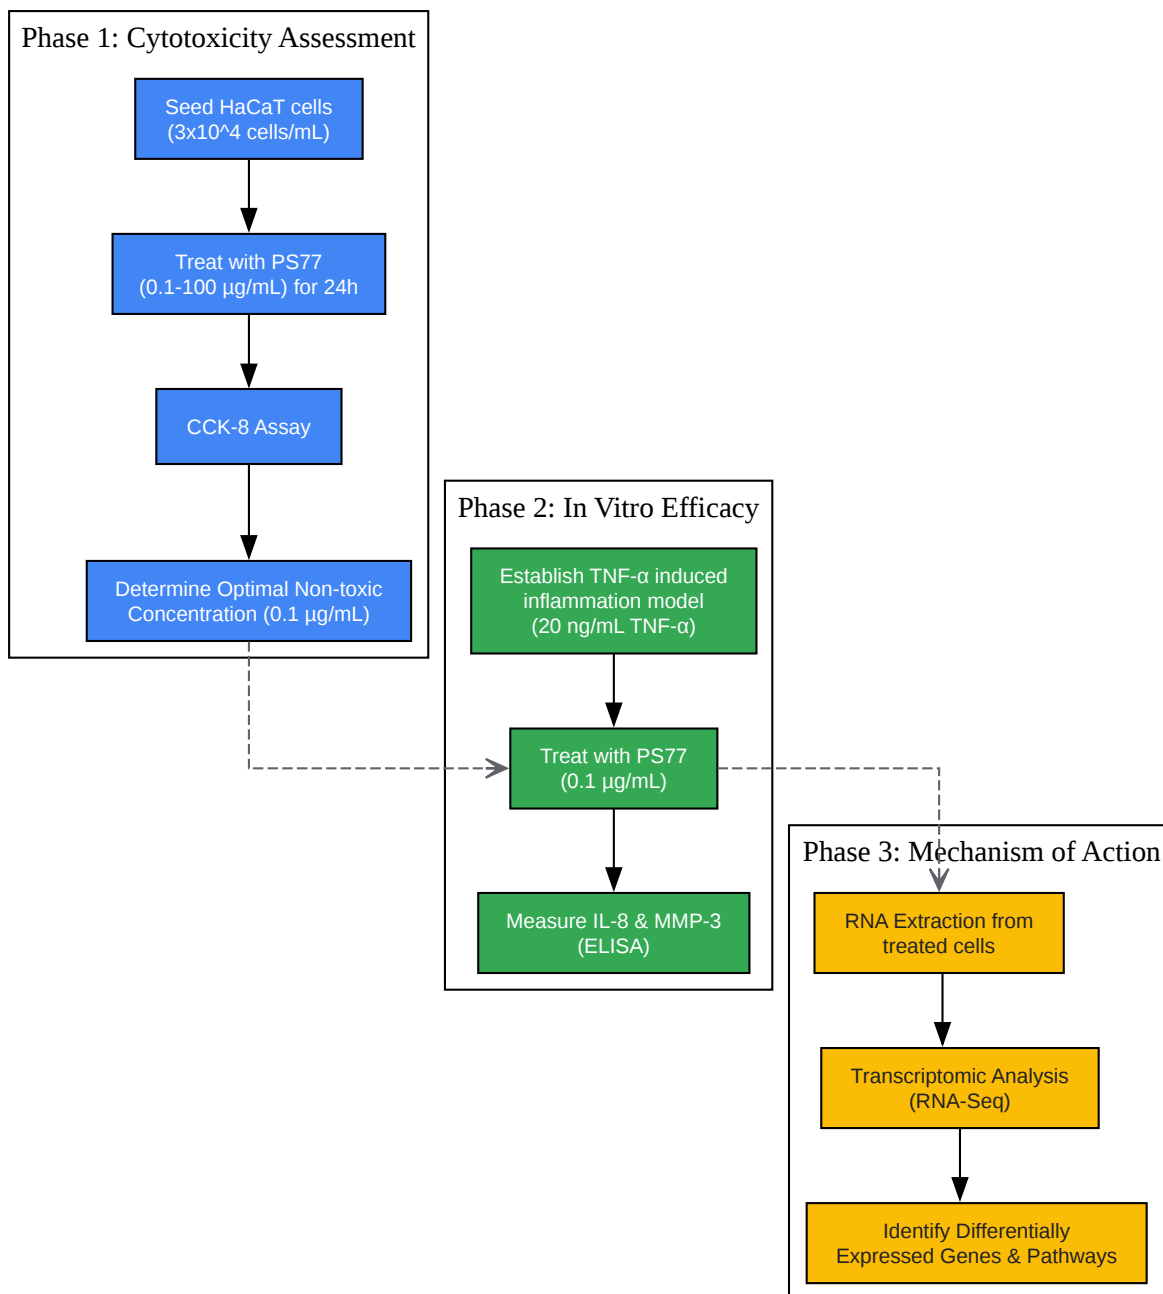 Phase 1: Cytotoxicity Assessment
Seed HaCaT cells
(3x10^4 cells/mL)
Treat with PS77
(0.1-100 µg/mL) for 24h
CCK-8 Assay
Determine Optimal Non-toxic
Concentration (0.1 µg/mL)
Phase 2: In Vitro Efficacy
Establish TNF-α induced
inflammation model
(20 ng/mL TNF-α)
Treat with PS77
(0.1 µg/mL)
Measure IL-8 & MMP-3
(ELISA)
Phase 3: Mechanism of Action
RNA Extraction from
treated cells
Transcriptomic Analysis
(RNA-Seq)
Identify Differentially
Expressed Genes & Pathways